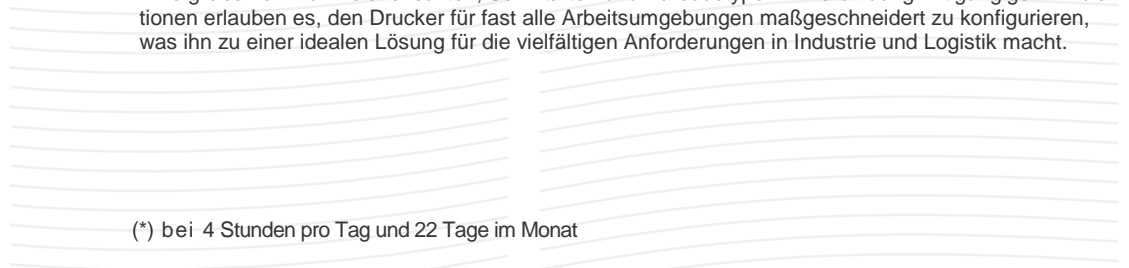 tionen erlauben es, den Drucker für fast alle Arbeitsumgebungen maßgeschneidert zu konfigurieren,
was ihn zu einer idealen Lösung für die vielfältigen Anforderungen in Industrie und Logistik macht.
(*) bei 4 Stunden pro Tag und 22 Tage im Monat